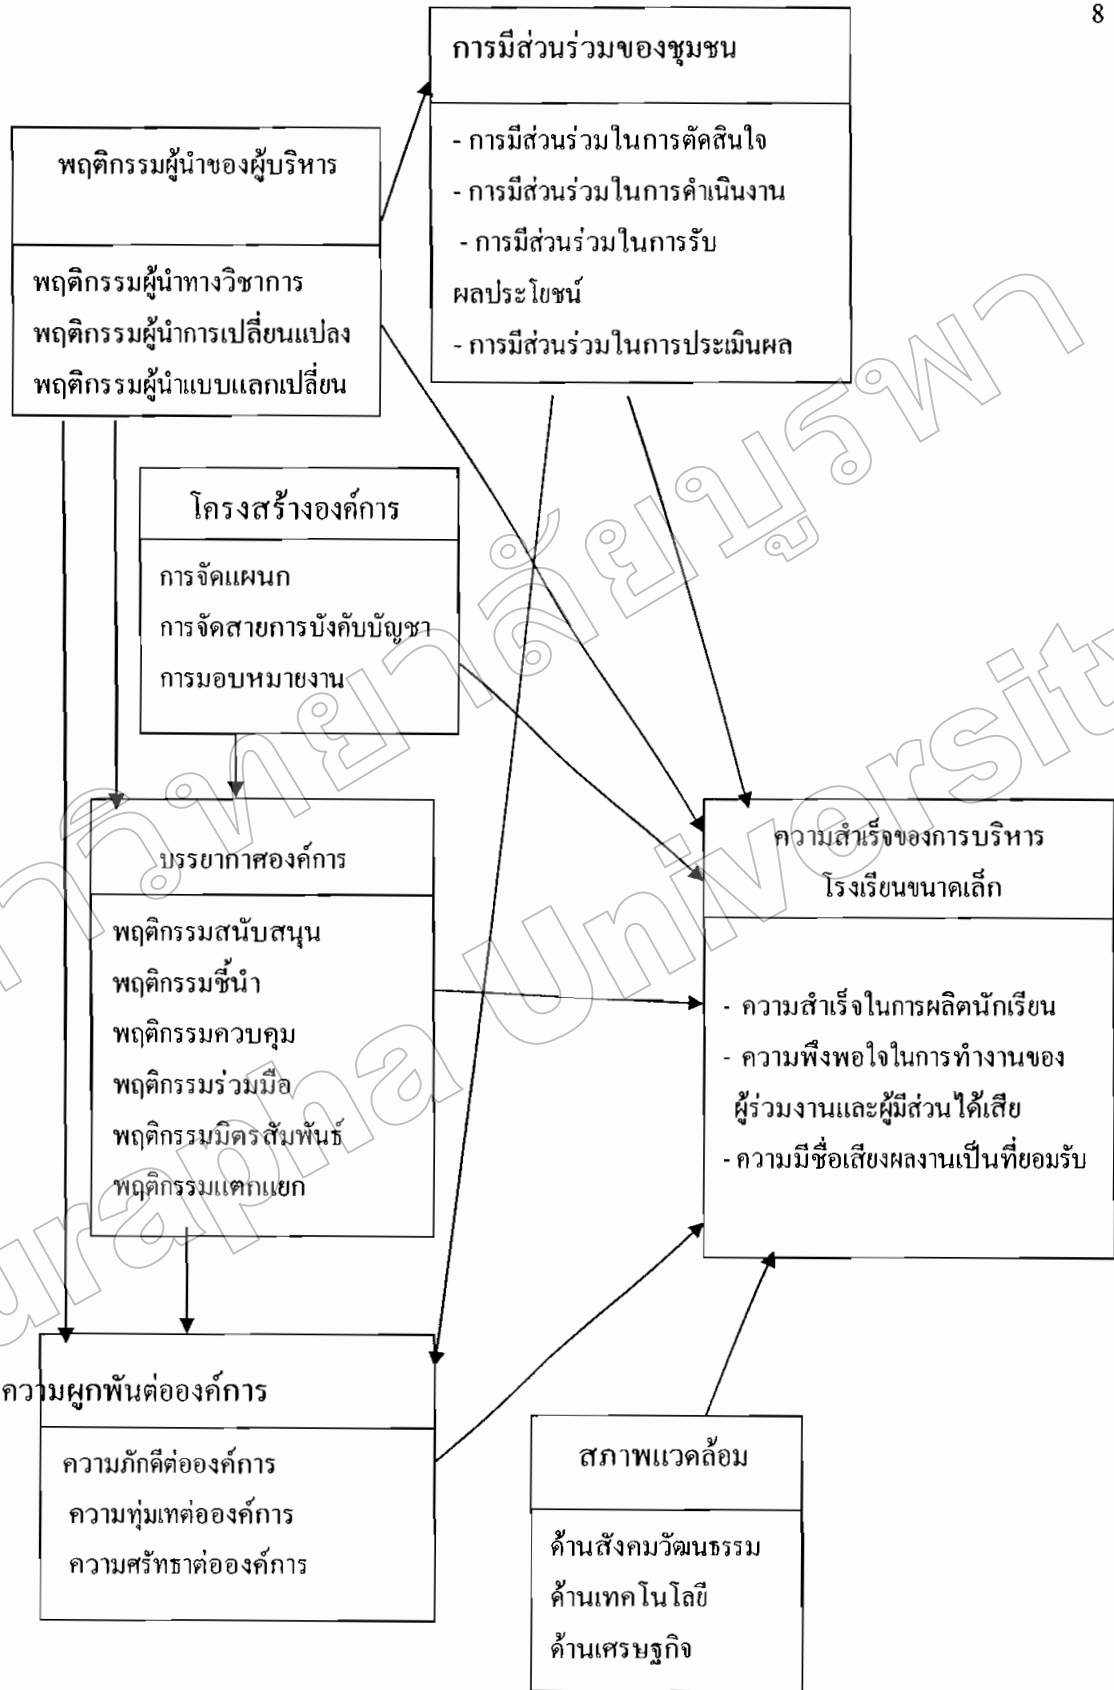 8
การมีส่วนร่วมของชุมชน
- การมีส่วนร่วมในการตัดสินใจ
- การมีส่วนร่วมในการดำเนินงาน
- การมีส่วนร่วมในการรับ
ผลประโยชน์
- การมีส่วนร่วมในการประเมินผล
พฤติกรรมผู้นำของผู้บริหาร
พฤติกรรมผู้นำทางวิชาการ
พฤติกรรมผู้นำการเปลี่ยนแปลง
พฤติกรรมผู้นำแบบแลกเปลี่ยน
โครงสร้างองค์การ
การจัดแผนก
การจัดสายการบังคับบัญชา
การมอบหมายงาน
บรรยากาศองค์การ
พฤติกรรมสนับสนุน
พฤติกรรมชี้นำ
พฤติกรรมควบคุม
พฤติกรรมร่วมมือ
พฤติกรรมมิตรสัมพันธ์
พฤติกรรมแตกแยก
ความสำเร็จของการบริหาร
โรงเรียนขนาดเล็ก
- ความสำเร็จในการผลิตนักเรียน
- ความพึงพอใจในการทำงานของ
ผู้ร่วมงานและผู้มีส่วนได้เสีย
- ความมีชื่อเสียงผลงานเป็นที่ยอมรับ
ความผูกพันต่อองค์การ
ความภักดีต่อองค์การ
ความทุ่มเทต่อองค์การ
ความศรัทธาต่อองค์การ
สภาพแวดล้อม
ด้านสังคมวัฒนธรรม
ด้านเทคโนโลยี
ด้านเศรษฐกิจ
าวิทยาลัยบูรพา
urapha University